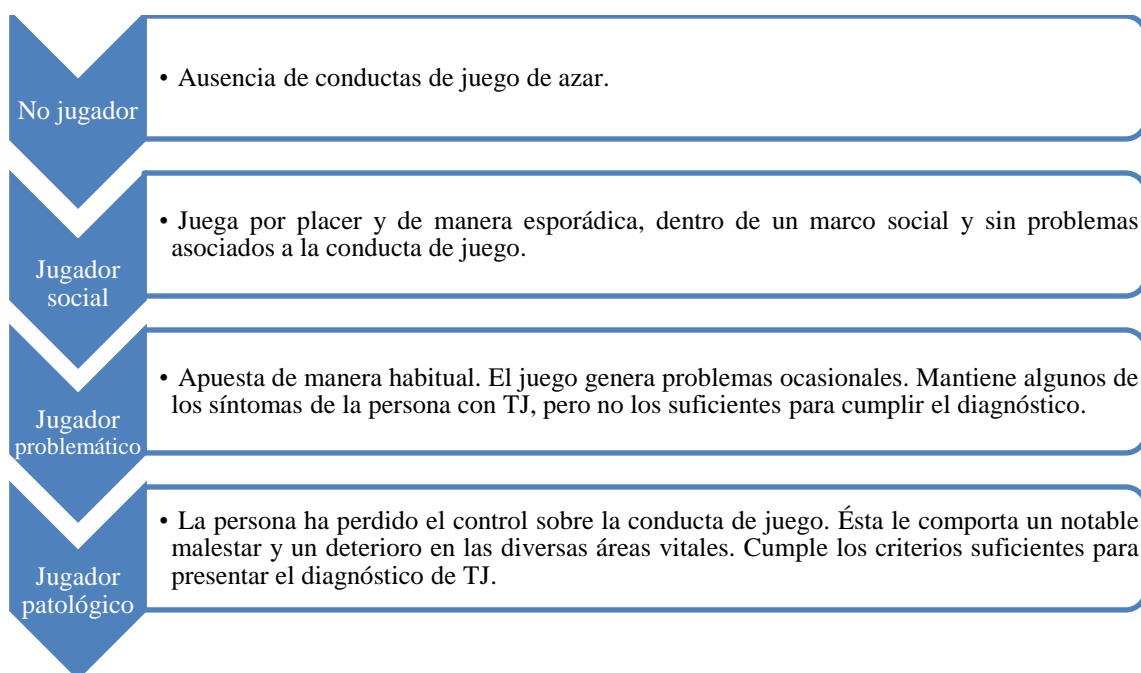 No jugador
• Ausencia de conductas de juego de azar.
Jugador
social
• Juega por placer y de manera esporádica, dentro de un marco social y sin problemas
asociados a la conducta de juego.
Jugador
problemático
• Apuesta de manera habitual. El juego genera problemas ocasionales. Mantiene algunos de
los síntomas de la persona con TJ, pero no los suficientes para cumplir el diagnóstico.
Jugador
patológico
• La persona ha perdido el control sobre la conducta de juego. Ésta le comporta un notable
malestar y un deterioro en las diversas áreas vitales. Cumple los criterios suficientes para
presentar el diagnóstico de TJ.